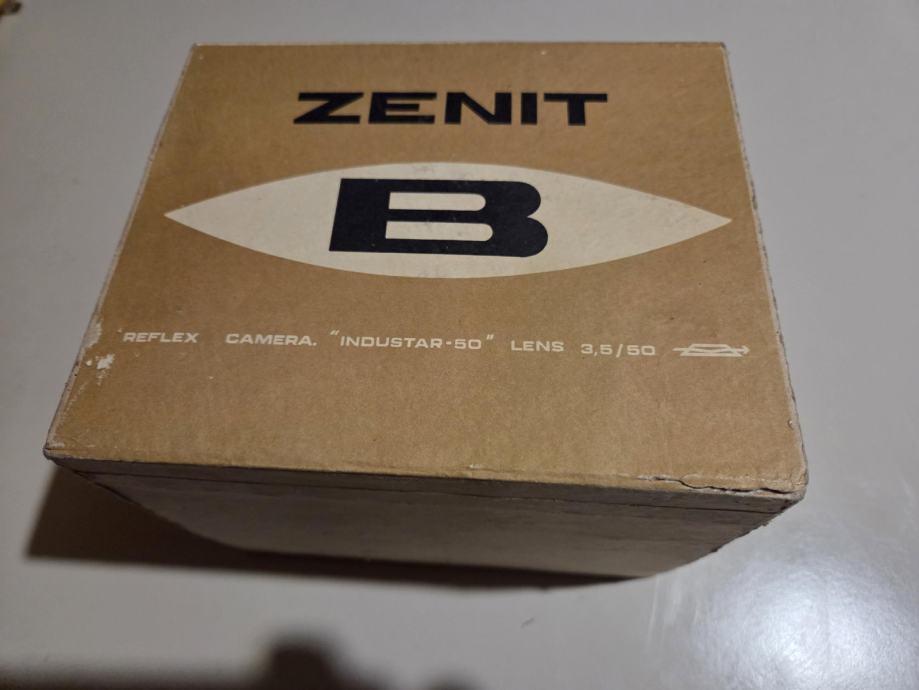 ZENIT
B
REFLEX CAMERA. "INDUSTAR-50" LENS 3,5/50